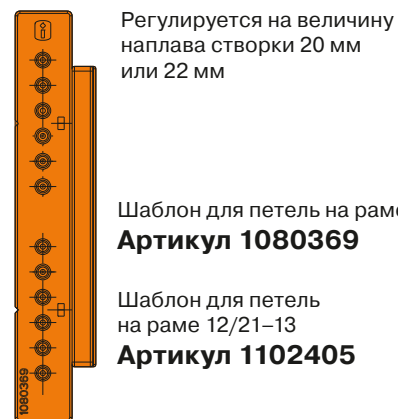 Регулируется на величину
наплава створки 20 мм
или 22 мм
Шаблон для петель на раме
Артикул 1080369
Шаблон для петель
на раме 12/21–13
Артикул 1102405
1080369